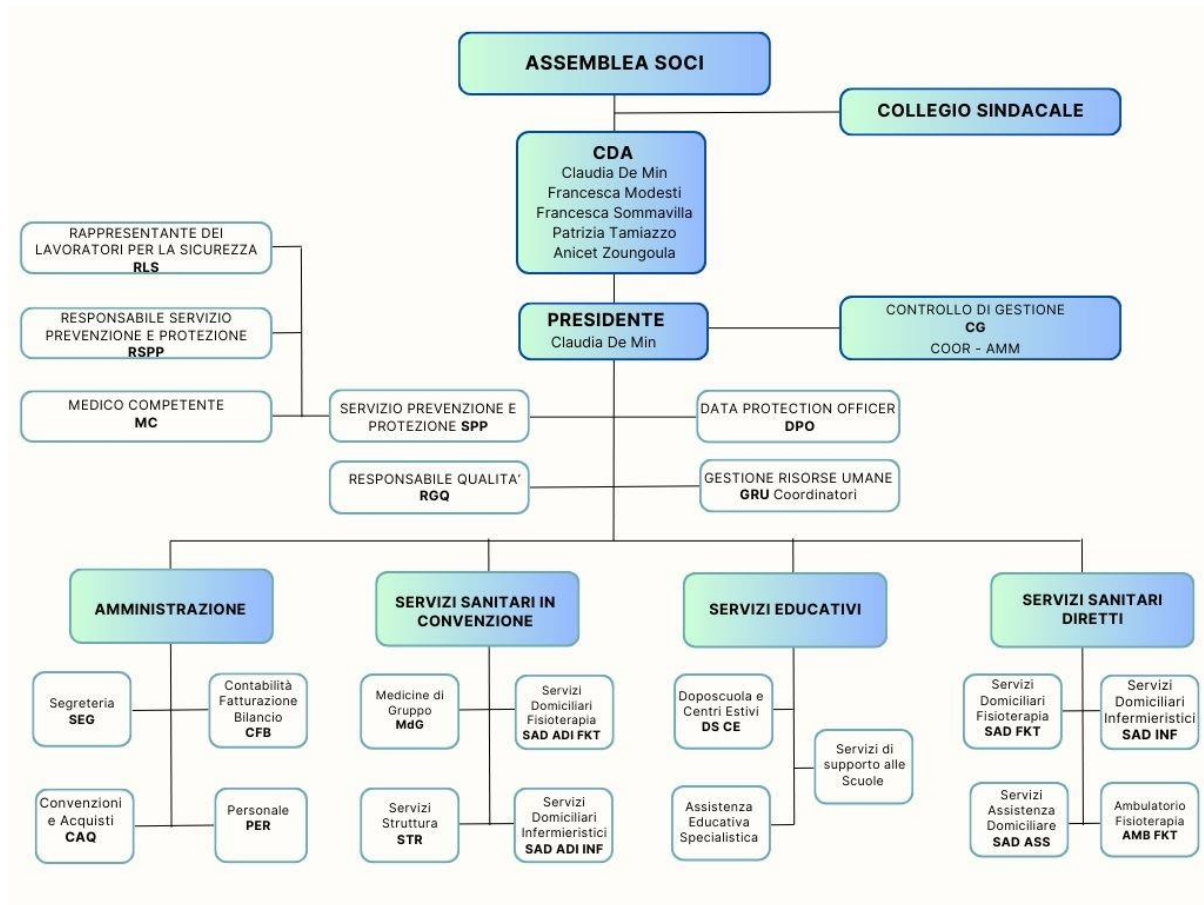 ASSEMBLEA SOCI
COLLEGIO SINDACALE
CDA
Claudia De Min
Francesca Modesti
Francesca Sommavilla
Patrizia Tamiazzo
Anicet Zoungoula
RAPPRESENTANTE DEI
LAVORATORI PER LA SICUREZZA
RLS
RESPONSABILE SERVIZIO
PREVENZIONE E PROTEZIONE
RSPP
MEDICO COMPETENTE
MC
PRESIDENTE
Claudia De Min
CONTROLLO DI GESTIONE
CG
COOR - AMM
SERVIZIO PREVENZIONE E
PROTEZIONE SPP
DATA PROTECTION OFFICER
DPO
RESPONSABILE QUALITA'
RGQ
GESTIONE RISORSE UMANE
GRU Coordinatori
AMMINISTRAZIONE
SERVIZI SANITARI IN
CONVENZIONE
SERVIZI EDUCATIVI
SERVIZI SANITARI
DIRETTI
Segreteria
SEG
Contabilità
Fatturazione
Bilancio
CFB
Convenzioni
e Acquisti
CAQ
Personale
PER
Medicine di
Gruppo
MdG
Servizi
Domiciliari
Fisioterapia
SAD ADI FKT
Servizi
Struttura
STR
Servizi
Domiciliari
Infermieristici
SAD ADI INF
Doposcuola e
Centri Estivi
DS CE
Servizi di
supporto alle
Scuole
Assistenza
Educativa
Specialistica
Servizi
Domiciliari
Fisioterapia
SAD FKT
Servizi
Domiciliari
Infermieristici
SAD INF
Servizi
Assistenza
Domiciliare
SAD ASS
Ambulatorio
Fisioterapia
AMB FKT